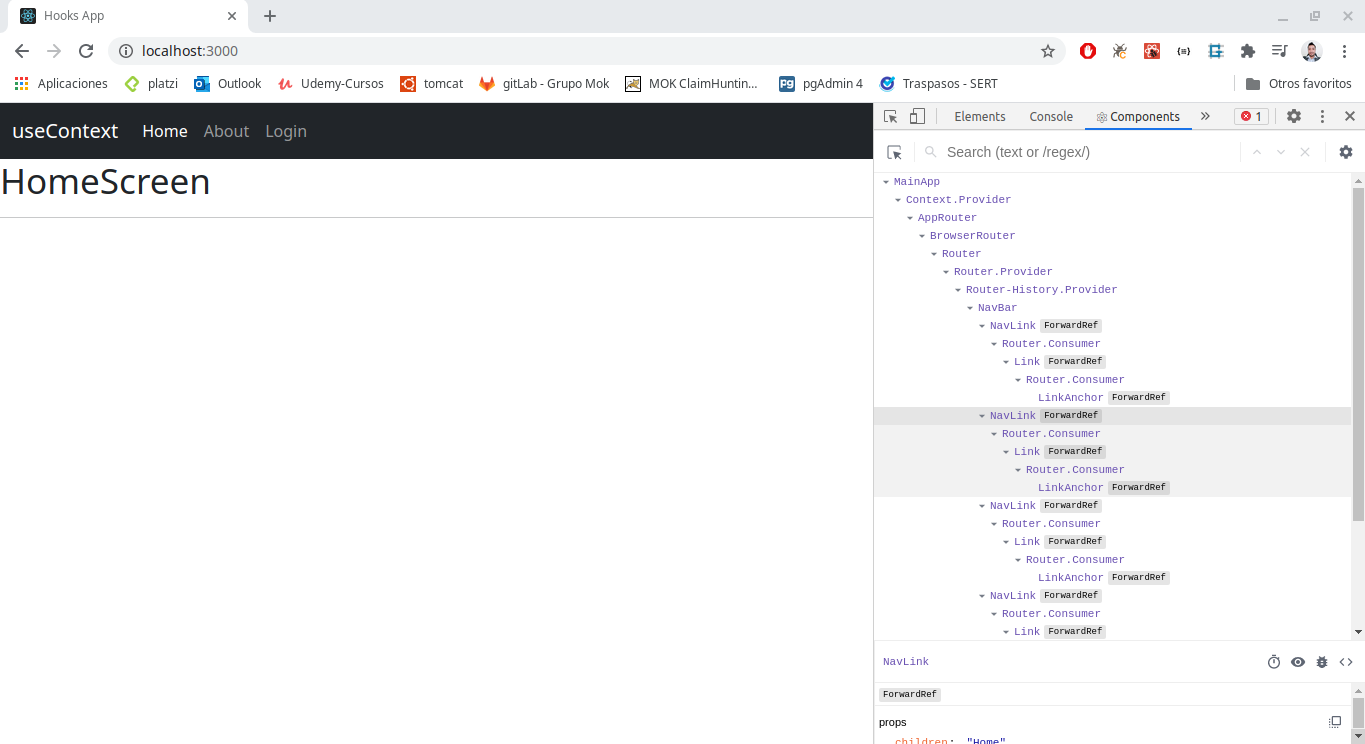 Hooks App
localhost:3000
Aplicaciones platzi Outlook Udemy-Cursos tomcat gitLab - Grupo Mok MOK ClaimHuntin... pgAdmin 4 Traspasos - SERT Otros favoritos
useContext Home About Login
HomeScreen
Elements Console Components » 1
Search (text or /regex/)
MainApp
Context.Provider
AppRouter
BrowserRouter
Router
Router.Provider
Router-History.Provider
NavBar
NavLink ForwardRef
Router.Consumer
Link ForwardRef
Router.Consumer
LinkAnchor ForwardRef
NavLink ForwardRef
Router.Consumer
Link ForwardRef
Router.Consumer
LinkAnchor ForwardRef
NavLink ForwardRef
Router.Consumer
Link ForwardRef
Router.Consumer
LinkAnchor ForwardRef
NavLink ForwardRef
Router.Consumer
Link ForwardRef
NavLink
ForwardRef
props
children: "Home"